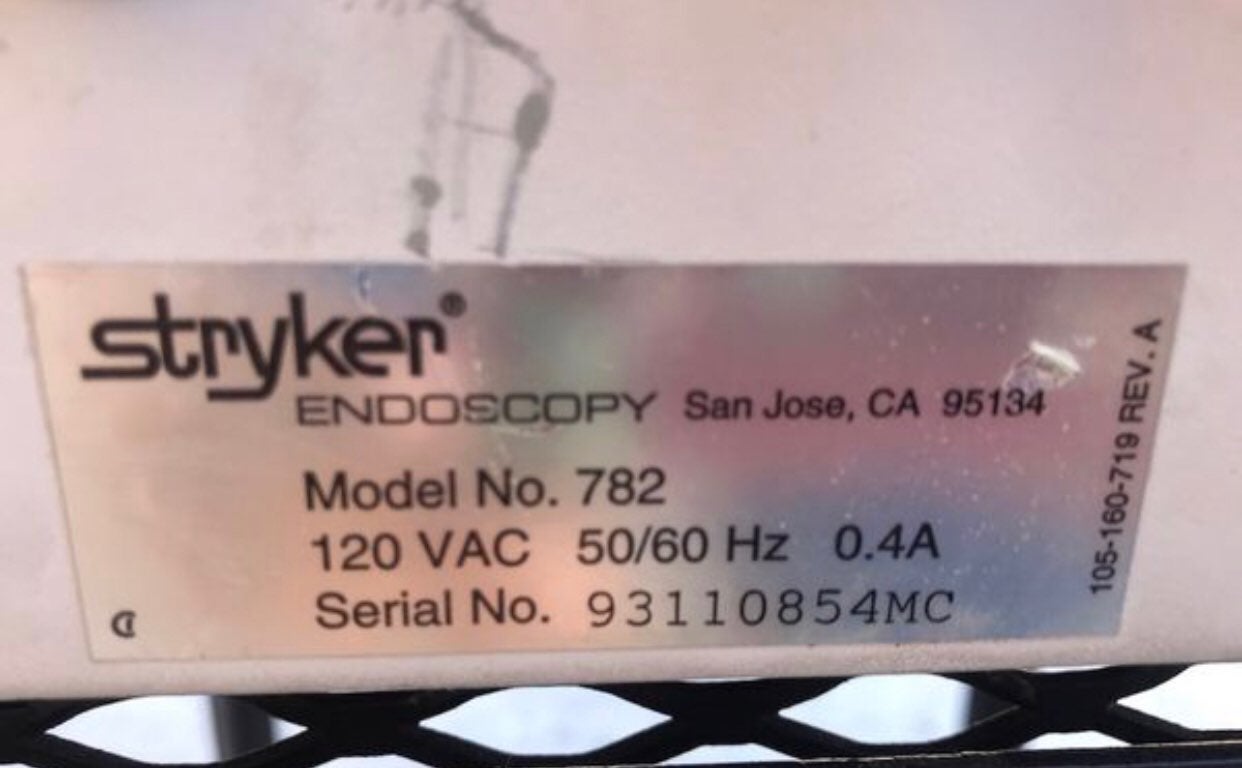 stryker®
ENDOSCOPY San Jose, CA 95134
Model No. 782
120 VAC 50/60 Hz 0.4A
Serial No. 93110854MC
105-160-719 REV. A